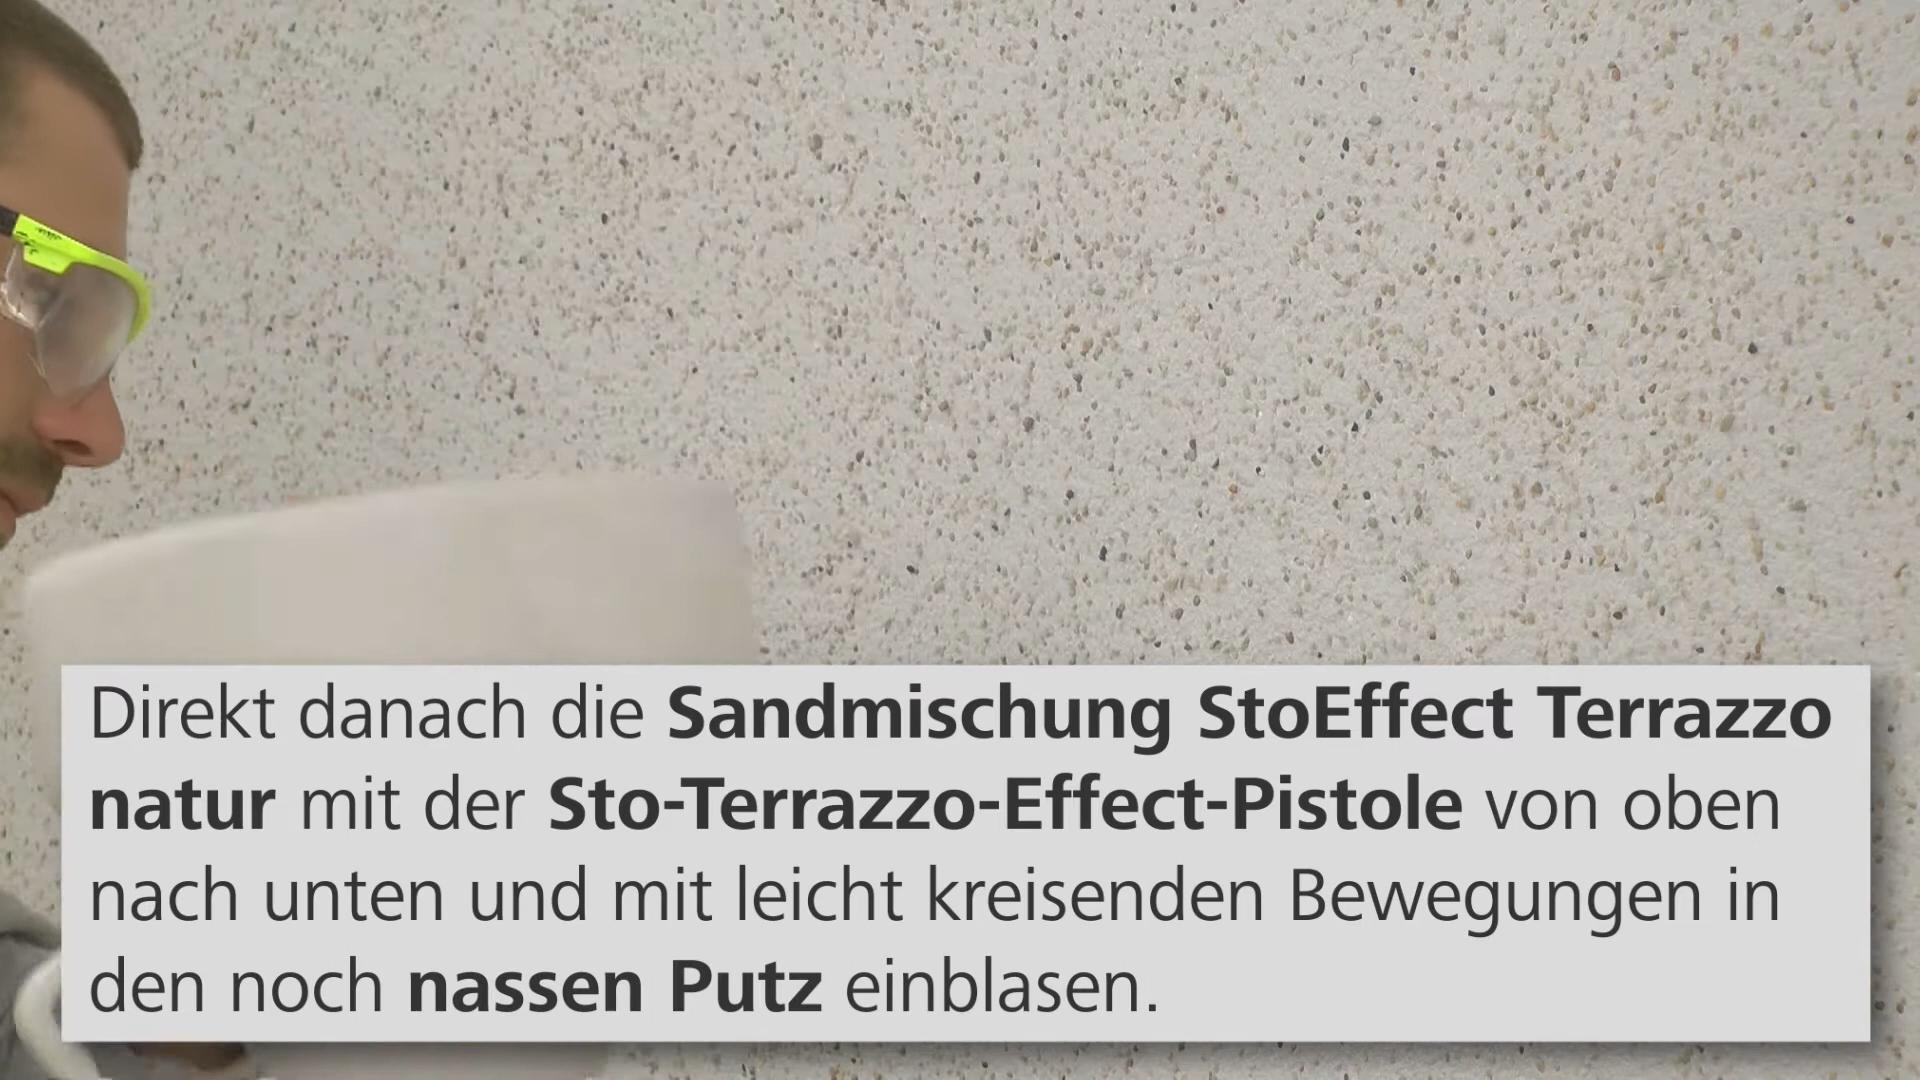 Direkt danach die Sandmischung StoEffect Terrazzo
natur mit der Sto-Terrazzo-Effect-Pistole von oben
nach unten und mit leicht kreisenden Bewegungen in
den noch nassen Putz einblasen.